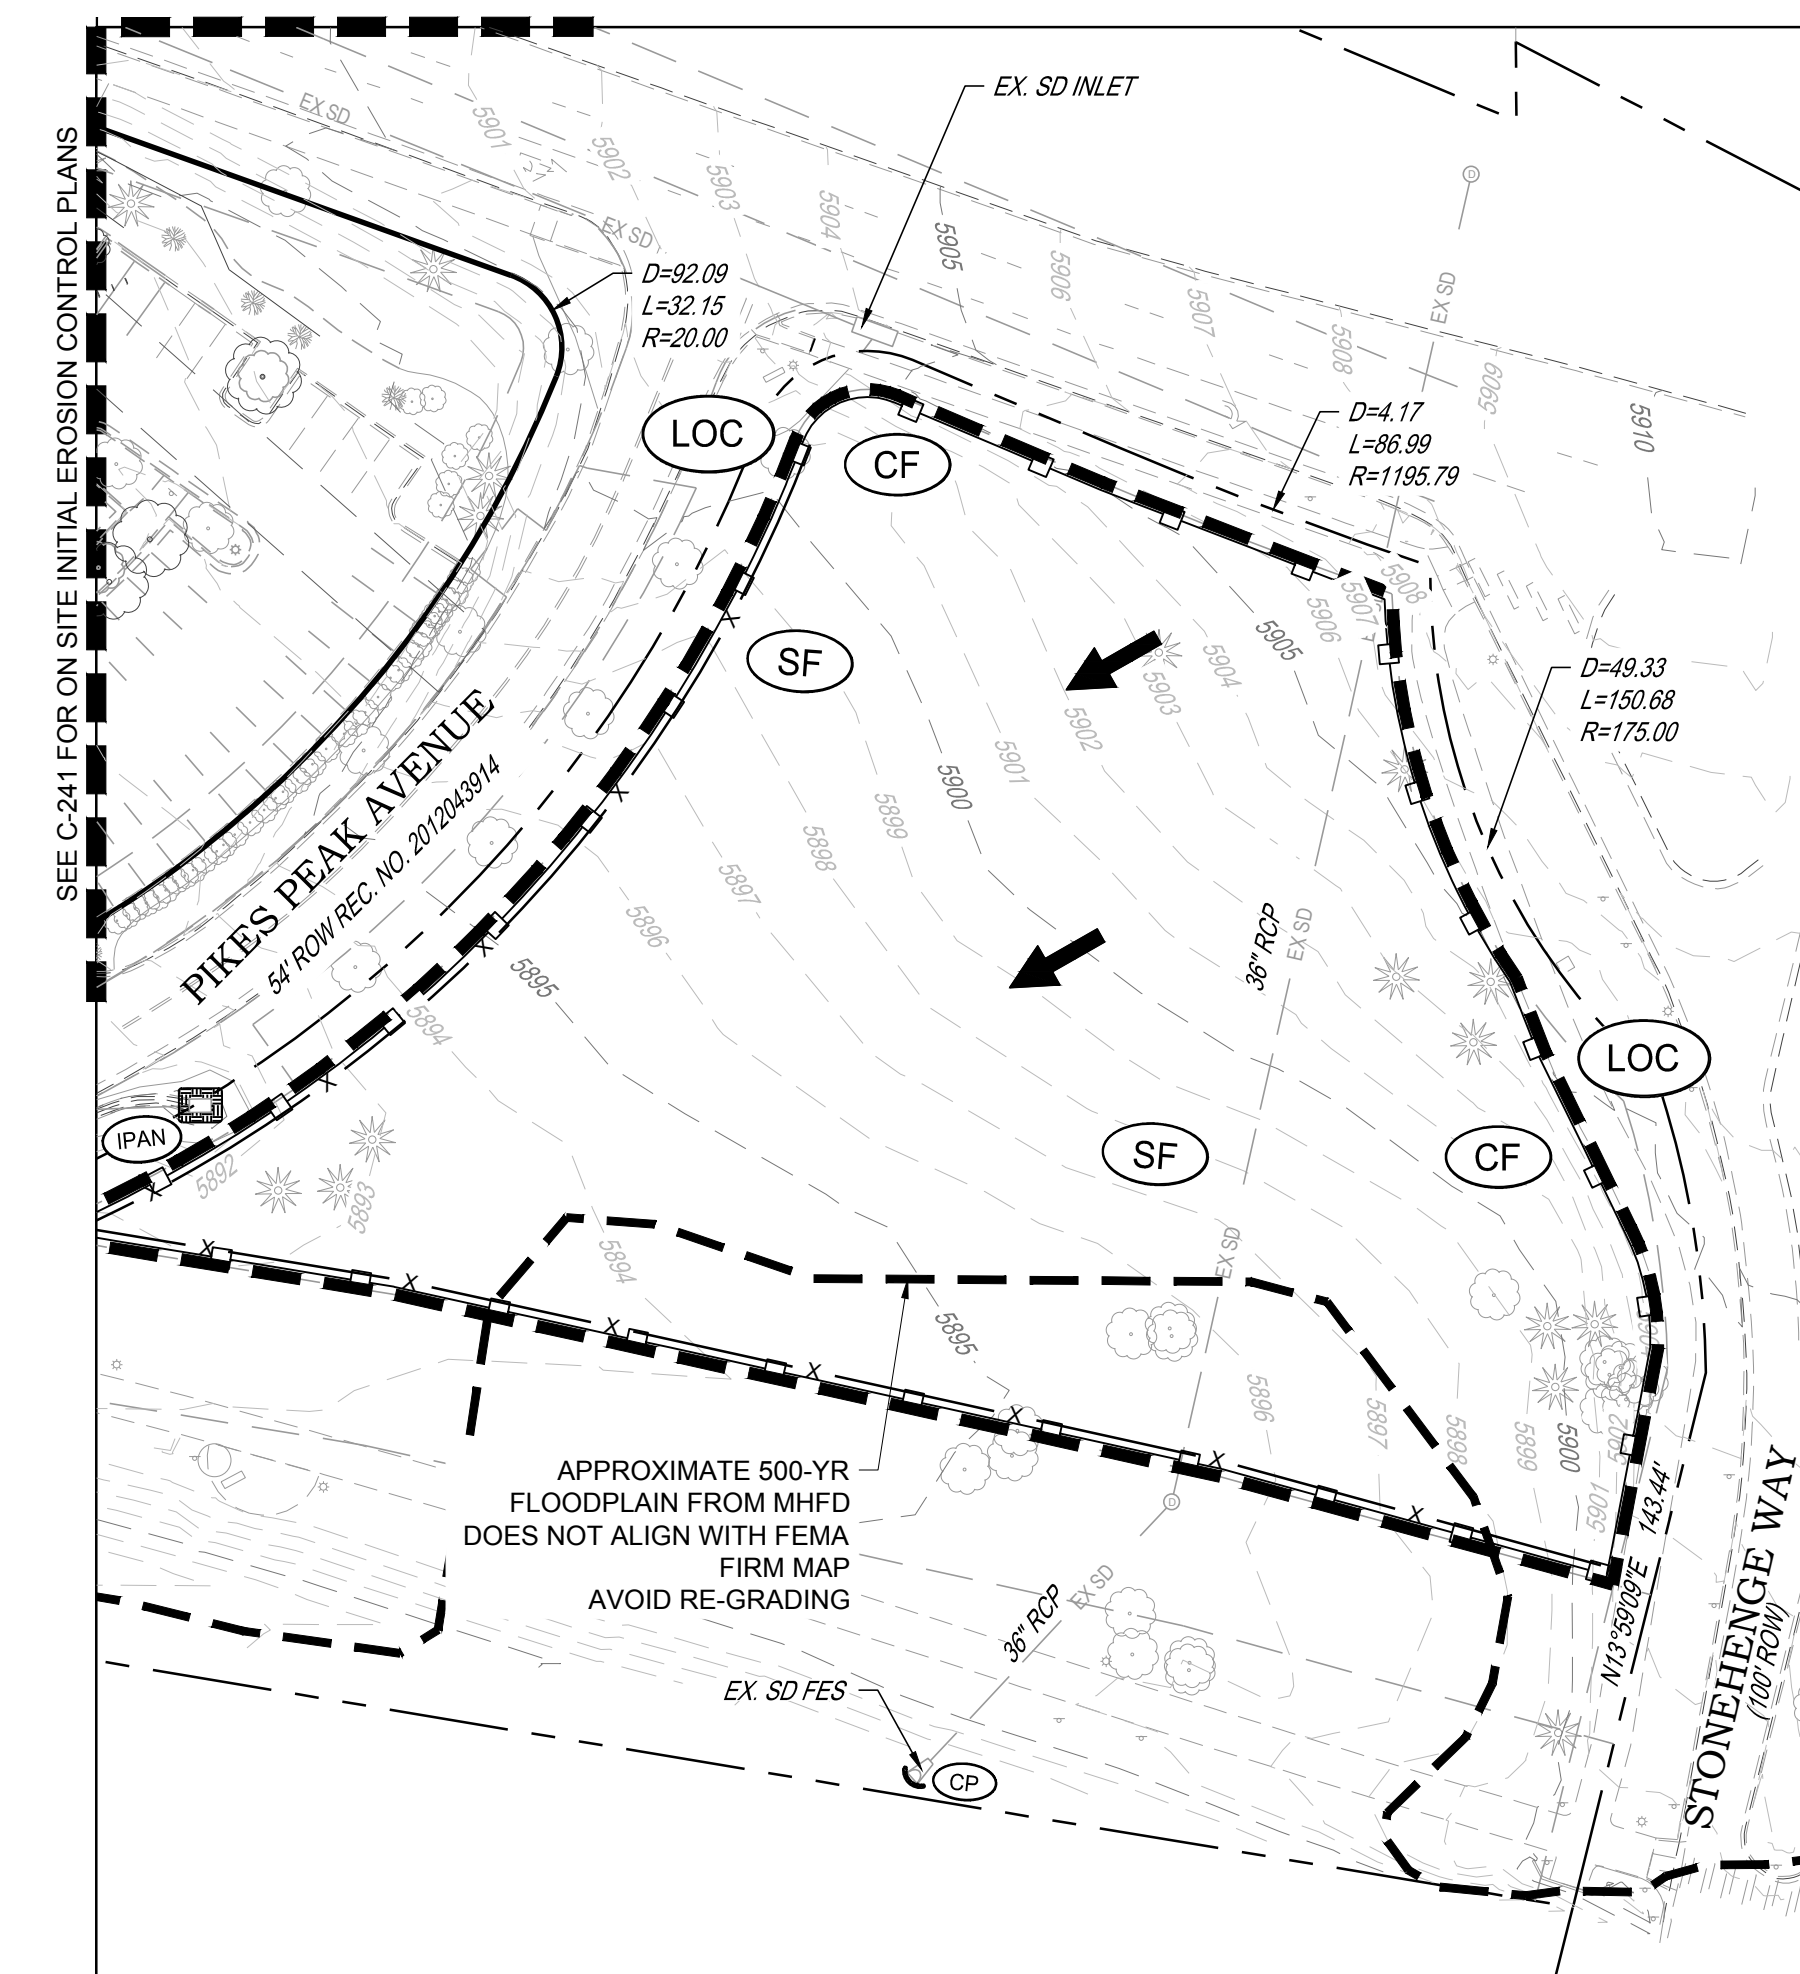 SEE C-241 FOR ON SITE INITIAL EROSION CONTROL PLANS
EX. SD INLET
EX SD
5901
5902
5903
5904
5905
5906
5907
5908
6065
5910
EX SD
EX SD
D=92.09
L=32.15
R=20.00
D=4.17
L=86.99
R=1195.79
LOC
CF
SF
5908
5907
5906
5905
5904
5903
5902
5901
5900
5899
5898
5897
5896
5895
5894
5893
5892
D=49.33
L=150.68
R=175.00
PIKES PEAK AVENUE
54' ROW REC. NO. 2012043914
36" RCP
EX SD
LOC
IPAN
SF
CF
EX SD
5894
5895
5896
5897
5898
5899
5900
5901
5902
APPROXIMATE 500-YR
FLOODPLAIN FROM MHFD
DOES NOT ALIGN WITH FEMA
FIRM MAP
AVOID RE-GRADING
143.44'
N13°59'09"E
STONEHENGE WAY
(100' ROW)
EX SD
36" RCP
EX. SD FES
CP